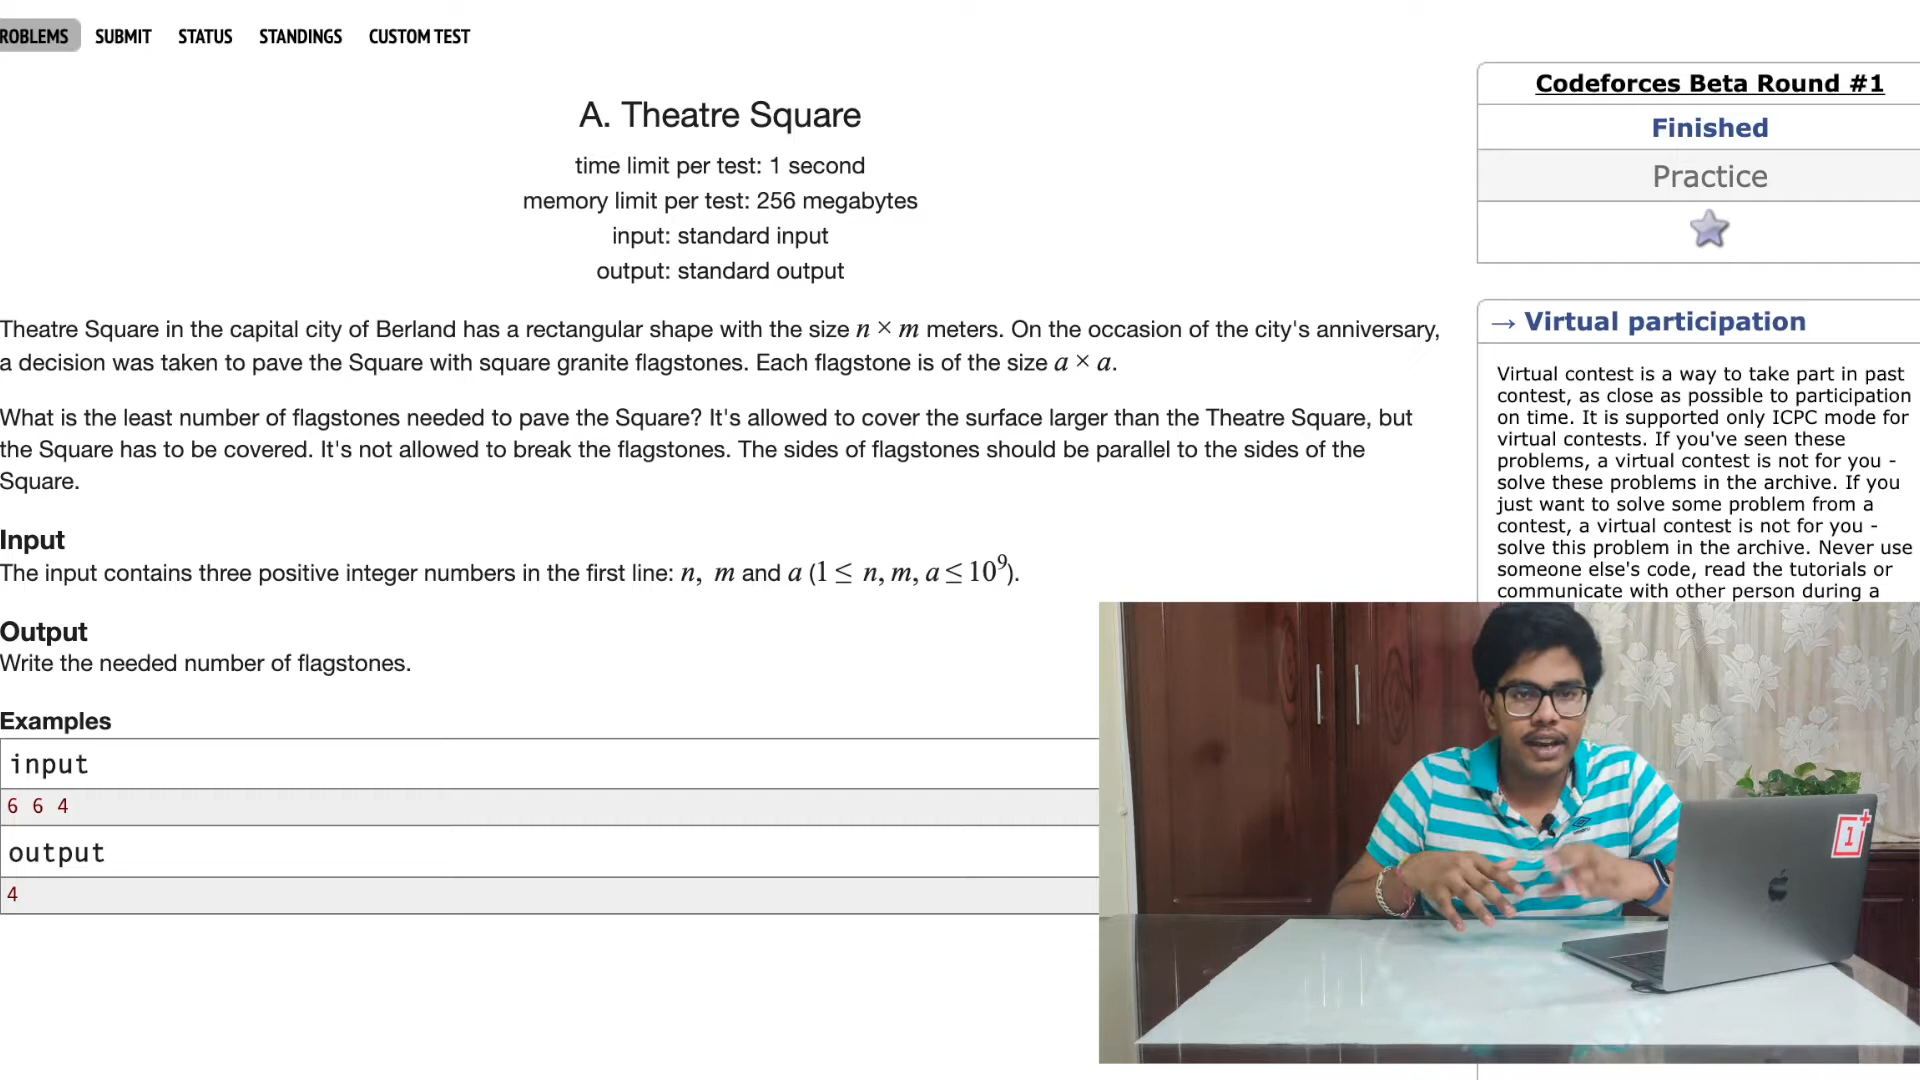 ROBLEMS SUBMIT STATUS STANDINGS CUSTOM TEST
A. Theatre Square
time limit per test: 1 second
memory limit per test: 256 megabytes
input: standard input
output: standard output
Theatre Square in the capital city of Berland has a rectangular shape with the size n × m meters. On the occasion of the city's anniversary,
a decision was taken to pave the Square with square granite flagstones. Each flagstone is of the size a × a.
What is the least number of flagstones needed to pave the Square? It's allowed to cover the surface larger than the Theatre Square, but
the Square has to be covered. It's not allowed to break the flagstones. The sides of flagstones should be parallel to the sides of the
Square.
Input
The input contains three positive integer numbers in the first line: n, m and a (1 ≤ n, m, a ≤ 10⁹).
Output
Write the needed number of flagstones.
Examples
input
6 6 4
output
4
Codeforces Beta Round #1
Finished
Practice
→ Virtual participation
Virtual contest is a way to take part in past
contest, as close as possible to participation
on time. It is supported only ICPC mode for
virtual contests. If you've seen these
problems, a virtual contest is not for you -
solve these problems in the archive. If you
just want to solve some problem from a
contest, a virtual contest is not for you -
solve this problem in the archive. Never use
someone else's code, read the tutorials or
communicate with other person during a
1+